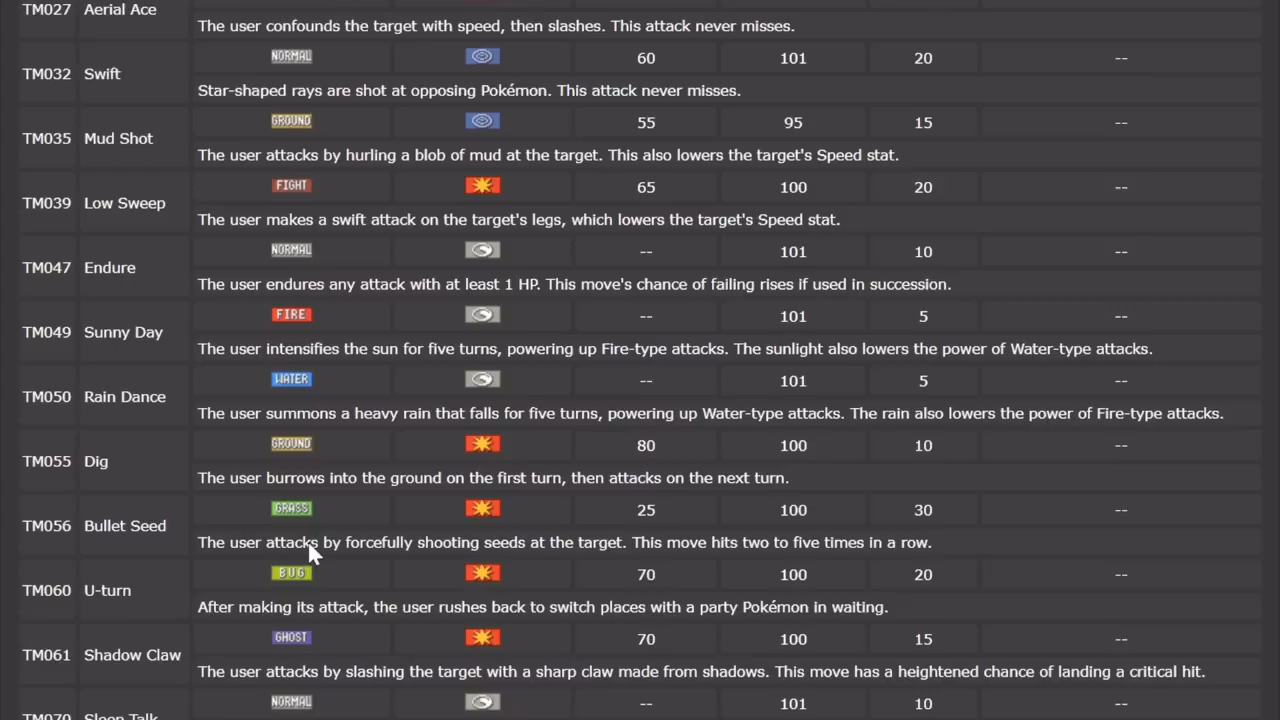 TM027 Aerial Ace
The user confounds the target with speed, then slashes. This attack never misses.
TM032 Swift NORMAL 60 101 20 --
Star-shaped rays are shot at opposing Pokémon. This attack never misses.
TM035 Mud Shot GROUND 55 95 15 --
The user attacks by hurling a blob of mud at the target. This also lowers the target's Speed stat.
TM039 Low Sweep FIGHT 65 100 20 --
The user makes a swift attack on the target's legs, which lowers the target's Speed stat.
TM047 Endure NORMAL -- 101 10 --
The user endures any attack with at least 1 HP. This move's chance of failing rises if used in succession.
TM049 Sunny Day FIRE -- 101 5 --
The user intensifies the sun for five turns, powering up Fire-type attacks. The sunlight also lowers the power of Water-type attacks.
TM050 Rain Dance WATER -- 101 5 --
The user summons a heavy rain that falls for five turns, powering up Water-type attacks. The rain also lowers the power of Fire-type attacks.
TM055 Dig GROUND 80 100 10 --
The user burrows into the ground on the first turn, then attacks on the next turn.
TM056 Bullet Seed GRASS 25 100 30 --
The user attacks by forcefully shooting seeds at the target. This move hits two to five times in a row.
TM060 U-turn BUG 70 100 20 --
After making its attack, the user rushes back to switch places with a party Pokémon in waiting.
TM061 Shadow Claw GHOST 70 100 15 --
The user attacks by slashing the target with a sharp claw made from shadows. This move has a heightened chance of landing a critical hit.
TM070 Sleep Talk NORMAL -- 101 10 --